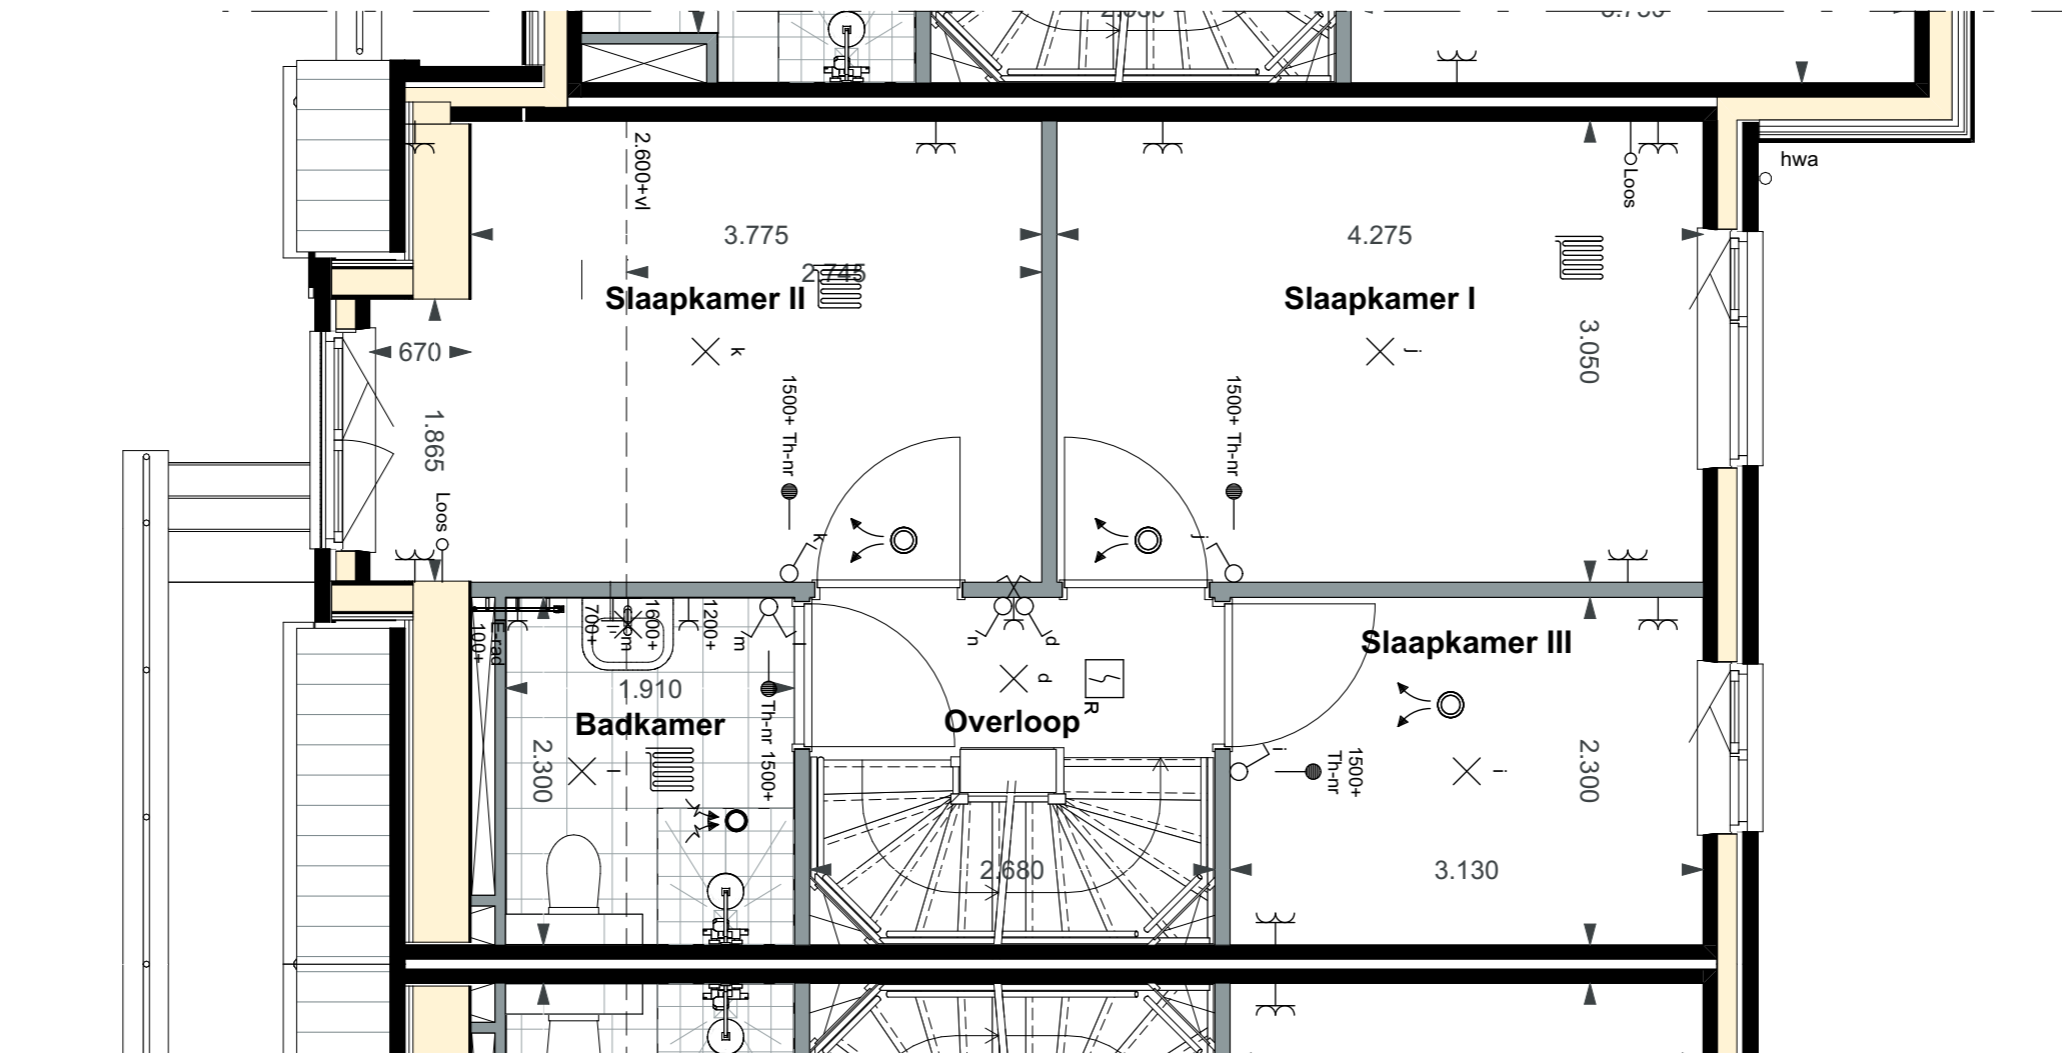 hwa
2.600+vl
Loos
3.775
4.275
2.745
Slaapkamer II
Slaapkamer I
670
k
j
3.050
1500+ Th-nr
1500+ Th-nr
1.865
Loos
k
j
700+
1600+
1200+
E-rad
100+
m
l
n
d
Slaapkamer III
1.910
d
R
Badkamer
Overloop
Th-nr 1500+
2.300
l
i
1500+
Th-nr
i
2.300
2.680
3.130